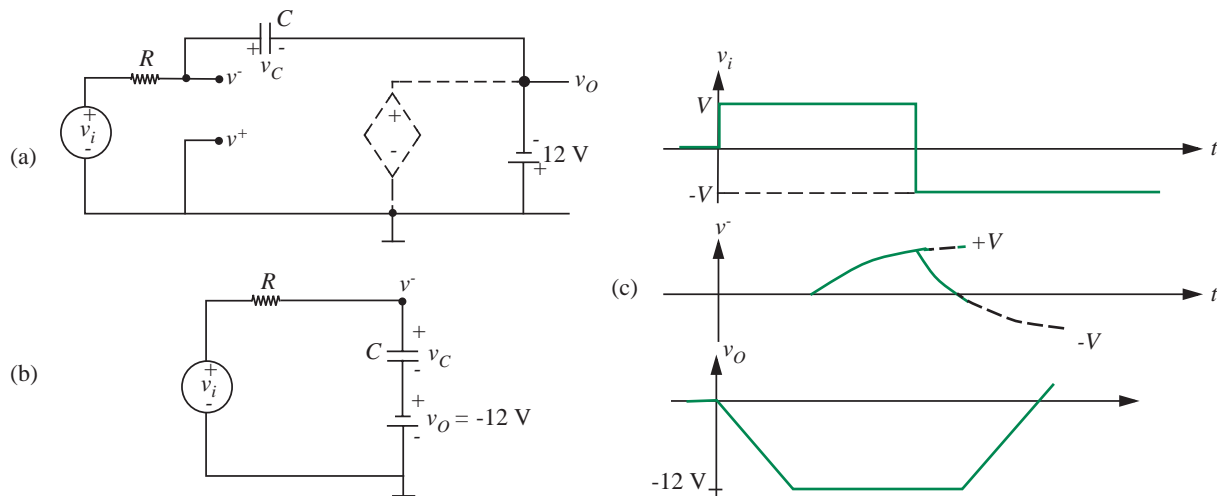 (a)
R
C
+ -
v_C
v^-
v^+
+
v_i
-
+
-
v_O
-
12 V
+
(b)
R
v^-
+
v_i
-
+
C v_C
-
+
v_O = -12 V
-
(c)
v_i
V
t
-V
v^-
+V
t
-V
v_O
-12 V